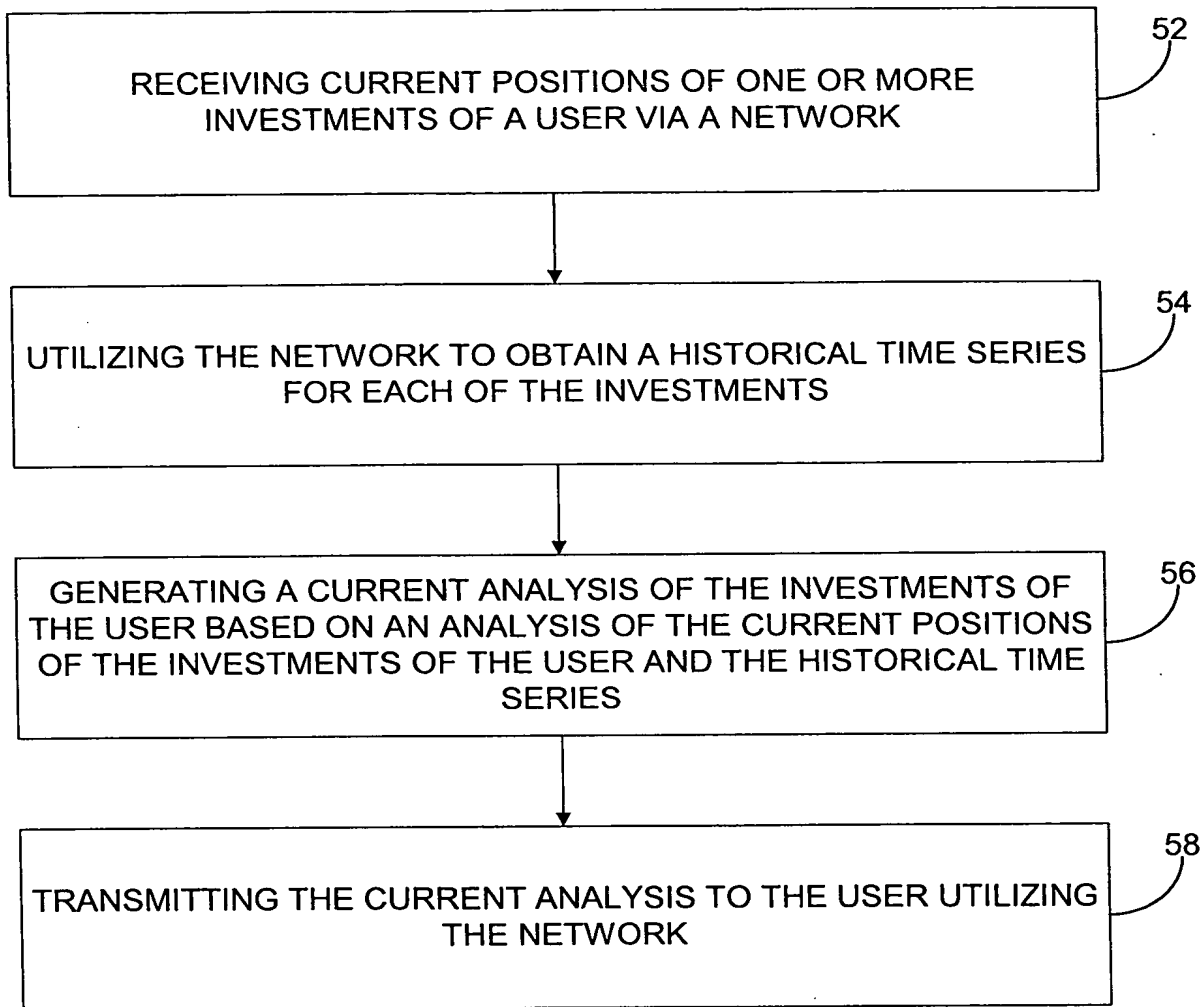 52
RECEIVING CURRENT POSITIONS OF ONE OR MORE
INVESTMENTS OF A USER VIA A NETWORK
54
UTILIZING THE NETWORK TO OBTAIN A HISTORICAL TIME SERIES
FOR EACH OF THE INVESTMENTS
56
GENERATING A CURRENT ANALYSIS OF THE INVESTMENTS OF
THE USER BASED ON AN ANALYSIS OF THE CURRENT POSITIONS
OF THE INVESTMENTS OF THE USER AND THE HISTORICAL TIME
SERIES
58
TRANSMITTING THE CURRENT ANALYSIS TO THE USER UTILIZING
THE NETWORK